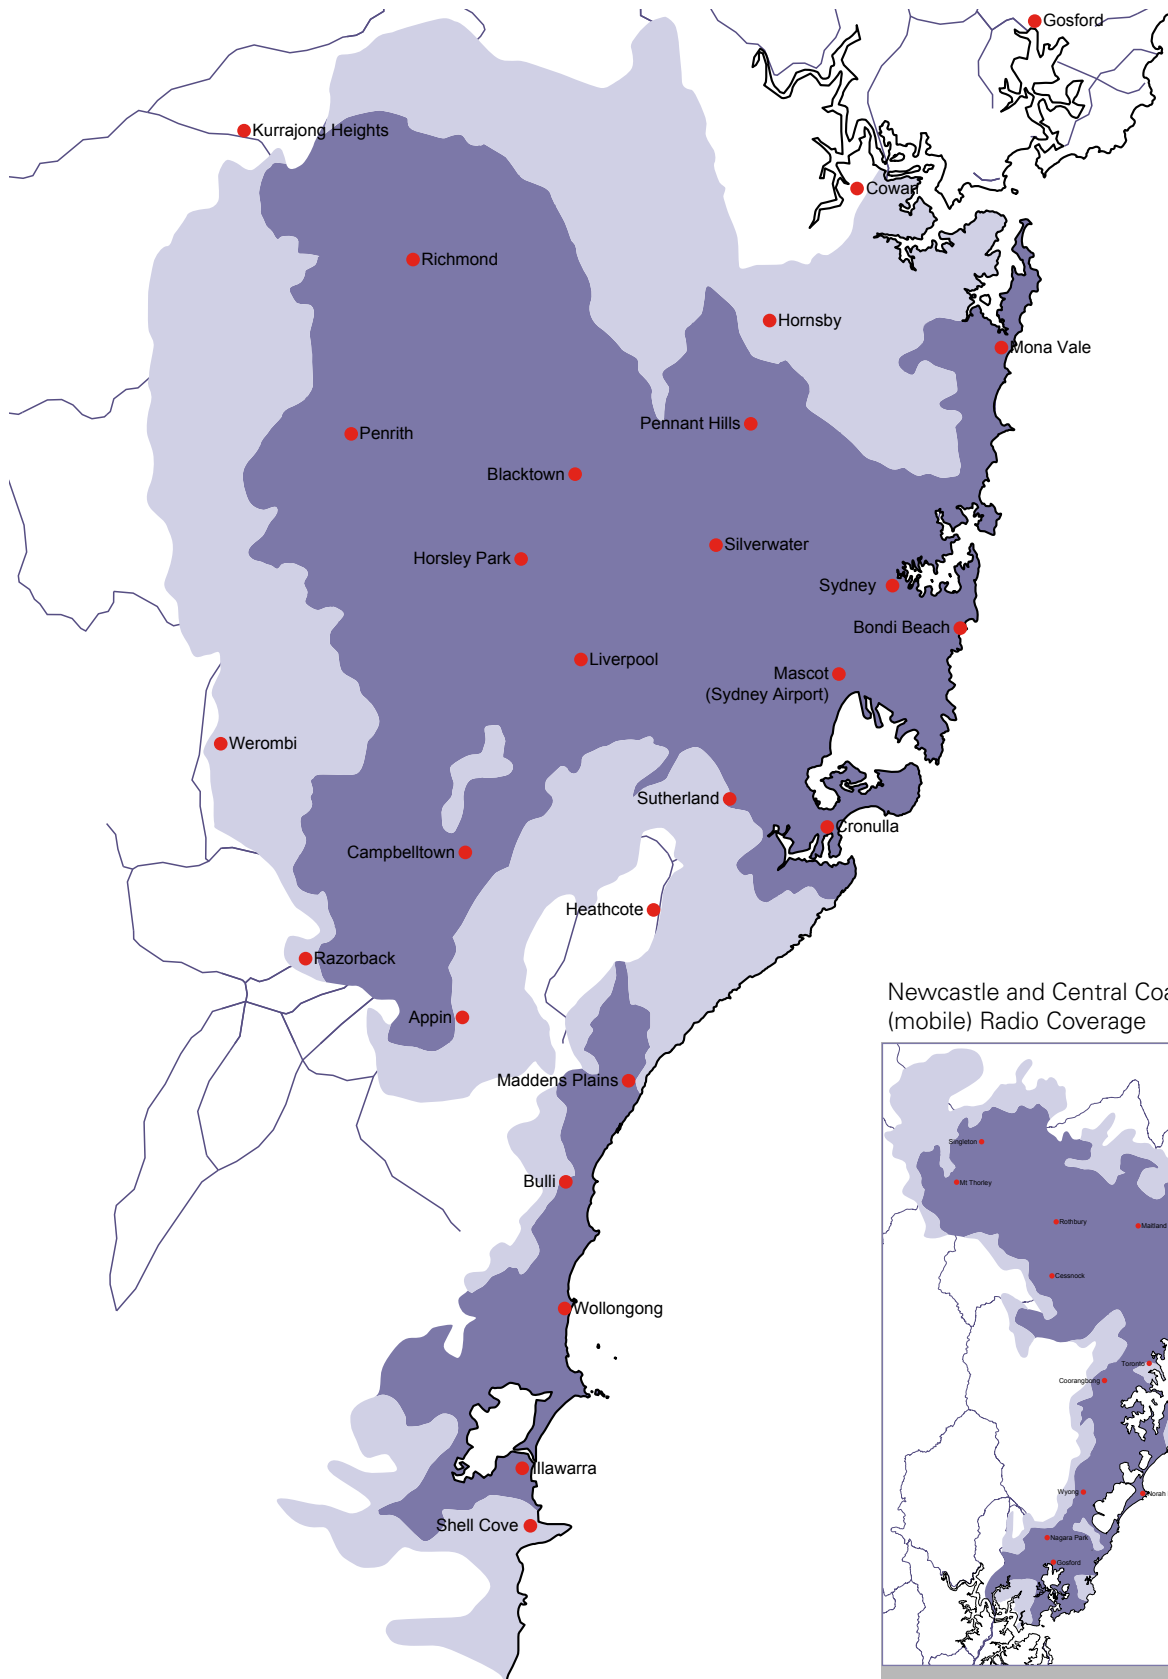 Gosford
Kurrajong Heights
Cowan
Richmond
Hornsby
Mona Vale
Pennant Hills
Penrith
Blacktown
Silverwater
Horsley Park
Sydney
Bondi Beach
Liverpool
Mascot
(Sydney Airport)
Werombi
Sutherland
Cronulla
Campbelltown
Heathcote
Razorback
Appin
Maddens Plains
Bulli
Wollongong
Illawarra
Shell Cove
Newcastle and Central Coa
(mobile) Radio Coverage
Singleton
Mt Thorley
Rothbury
Maitland
Cessnock
Toronto
Coorangbong
Wyong
Norah
Nagara Park
Gosford